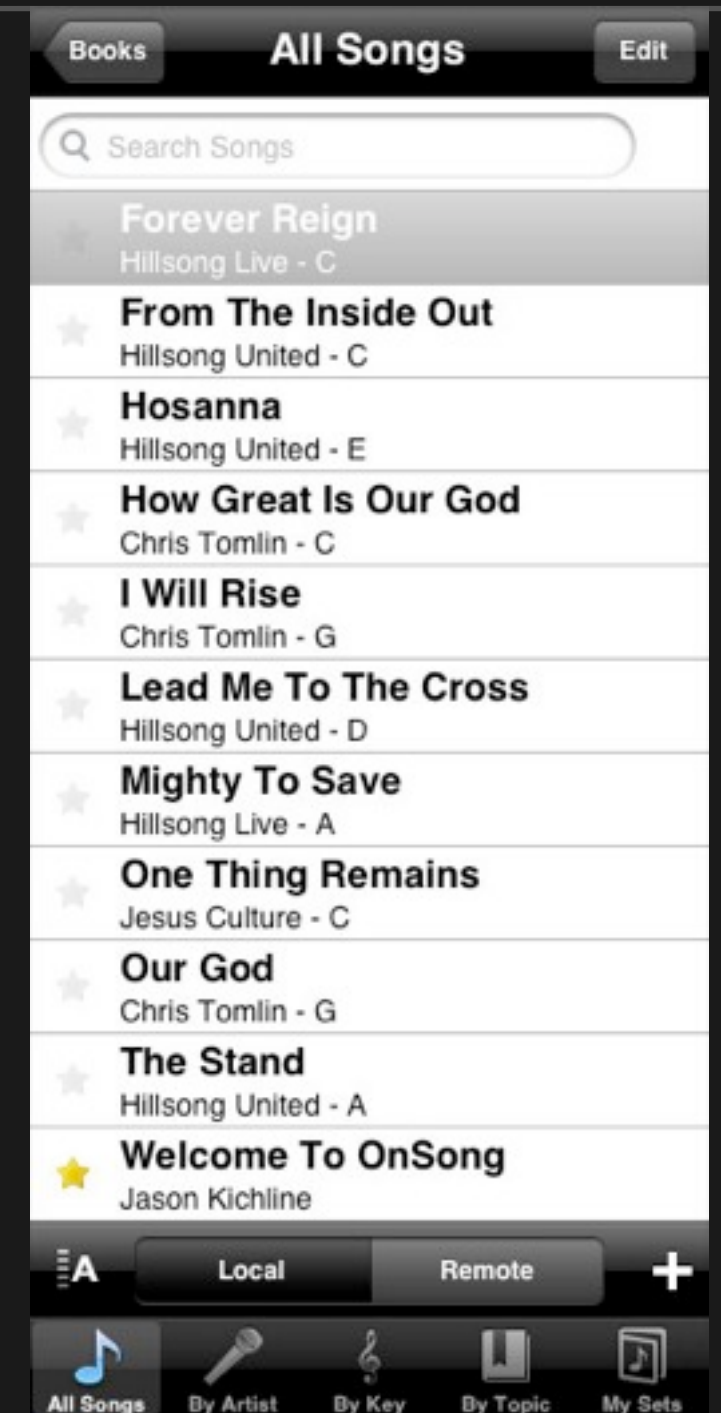 Books
All Songs
Edit
Search Songs
Forever Reign
Hillsong Live - C
From The Inside Out
Hillsong United - C
Hosanna
Hillsong United - E
How Great Is Our God
Chris Tomlin - C
I Will Rise
Chris Tomlin - G
Lead Me To The Cross
Hillsong United - D
Mighty To Save
Hillsong Live - A
One Thing Remains
Jesus Culture - C
Our God
Chris Tomlin - G
The Stand
Hillsong United - A
Welcome To OnSong
Jason Kichline
A
Local
Remote
All Songs
By Artist
By Key
By Topic
My Sets